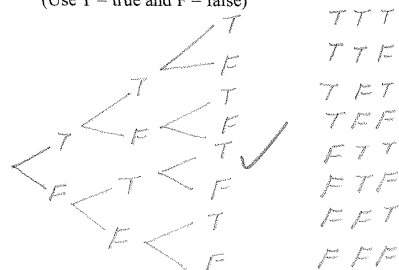 (Use T = true and F = false)
T T T T
F T T F
T T T F T
F F T F F
T T F T T
F T F F T F
T F F T
F F F F F